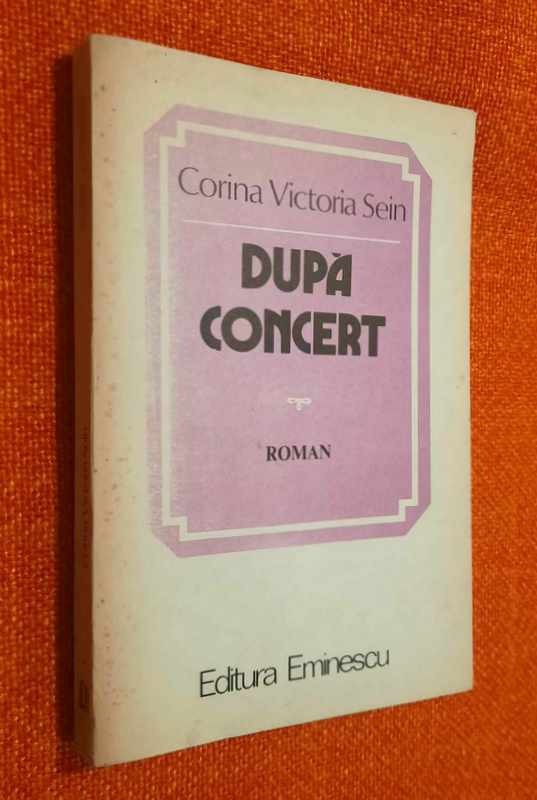 Corina Victoria Sein
DUPĂ
CONCERT
ROMAN
Editura Eminescu